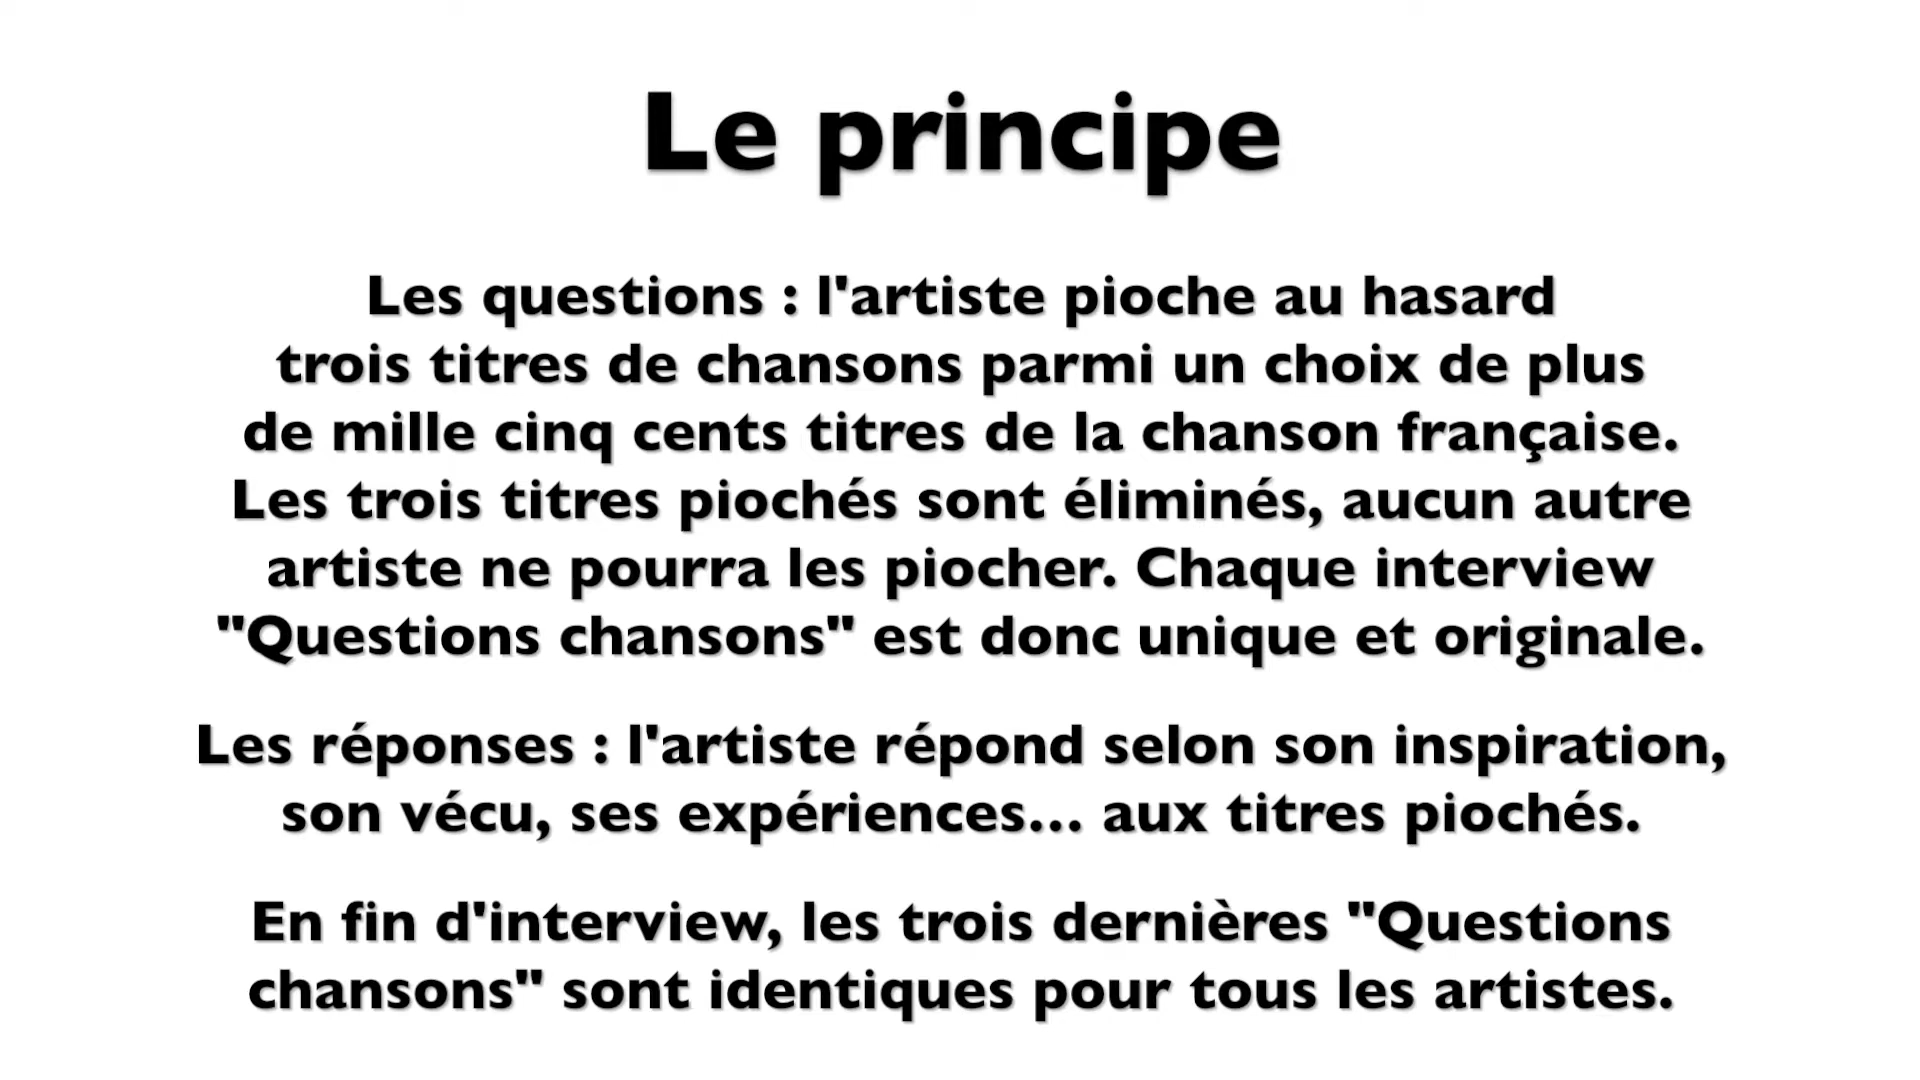 Le principe
Les questions : l'artiste pioche au hasard
trois titres de chansons parmi un choix de plus
de mille cinq cents titres de la chanson française.
Les trois titres piochés sont éliminés, aucun autre
artiste ne pourra les piocher. Chaque interview
"Questions chansons" est donc unique et originale.
Les réponses : l'artiste répond selon son inspiration,
son vécu, ses expériences… aux titres piochés.
En fin d'interview, les trois dernières "Questions
chansons" sont identiques pour tous les artistes.